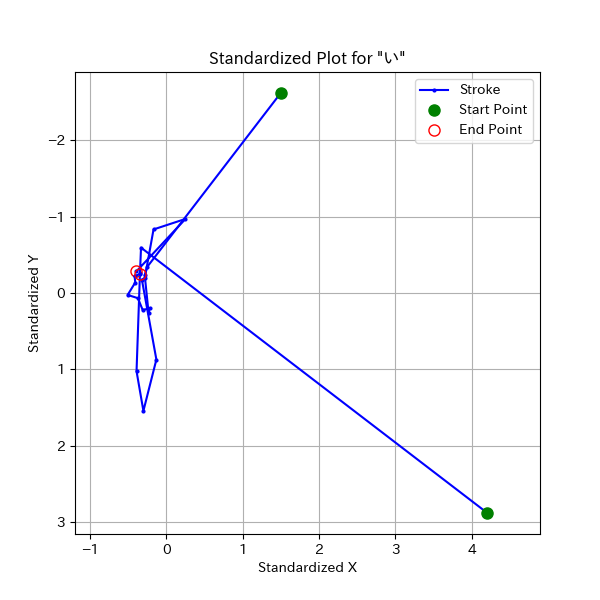 Standardized Plot for "い"
Stroke
Start Point
End Point
Standardized Y
−2
−1
0
1
2
3
−1 0 1 2 3 4
Standardized X